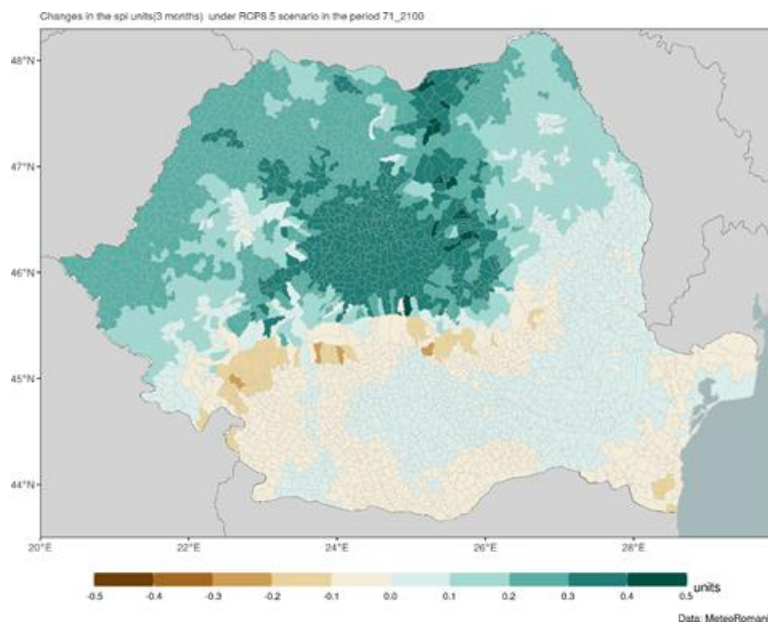 Changes in the spi units(3 months) under RCP8.5 scenario in the period 71_2100
48°N
47°N
46°N
45°N
44°N
20°E 22°E 24°E 26°E 28°E
units
-0.5 -0.4 -0.3 -0.2 -0.1 0.0 0.1 0.2 0.3 0.4 0.5
Data: MeteoRomani